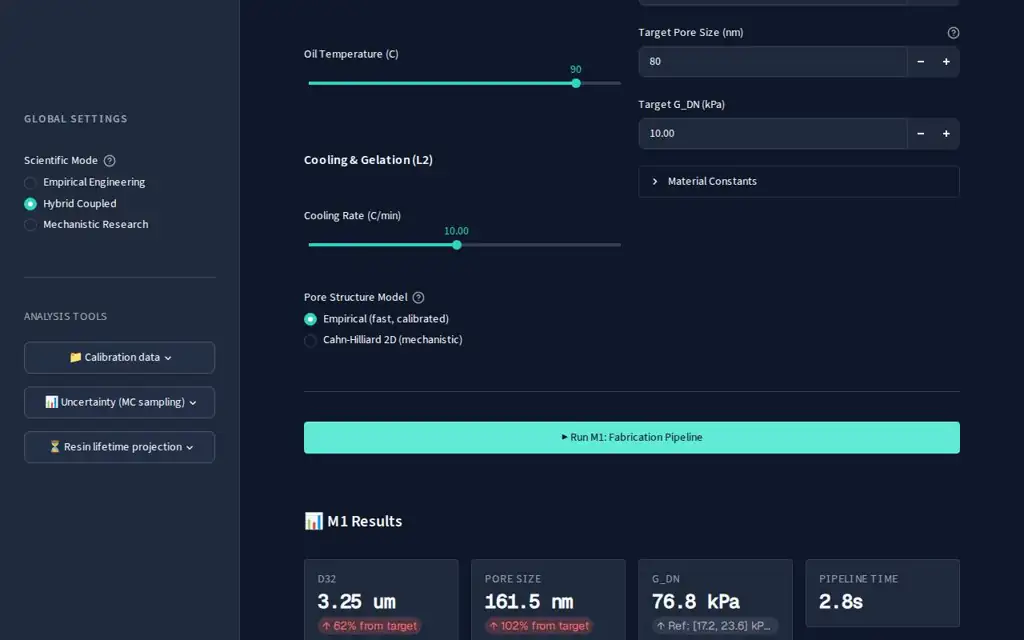 GLOBAL SETTINGS
Scientific Mode
Empirical Engineering
Hybrid Coupled
Mechanistic Research
ANALYSIS TOOLS
Calibration data
Uncertainty (MC sampling)
Resin lifetime projection
Oil Temperature (C)
90
Cooling & Gelation (L2)
Cooling Rate (C/min)
10.00
Pore Structure Model
Empirical (fast, calibrated)
Cahn-Hilliard 2D (mechanistic)
Target Pore Size (nm)
80
Target G_DN (kPa)
10.00
Material Constants
Run M1: Fabrication Pipeline
M1 Results
D32
3.25 um
↑ 62% from target
PORE SIZE
161.5 nm
↑ 102% from target
G_DN
76.8 kPa
↑ Ref: [17.2, 23.6] kP...
PIPELINE TIME
2.8s